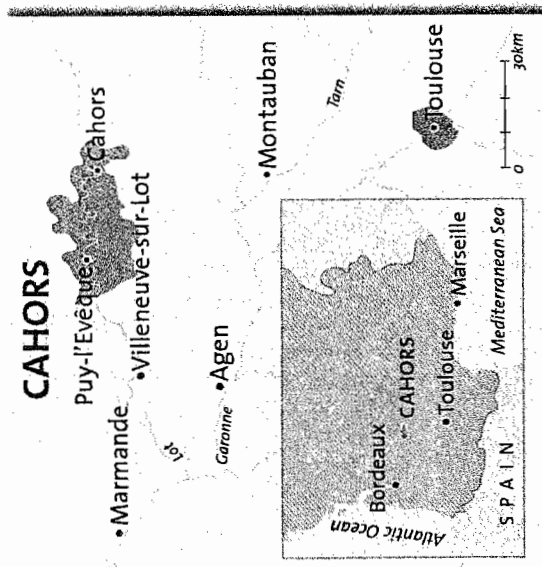 CAHORS
Puy-l'Evêque
Cahors
Marmande
Villeneuve-sur-Lot
Lot
Garonne
Agen
Montauban
Tarn
Toulouse
0 30km
Bordeaux
Atlantic Ocean
CAHORS
Toulouse
Marseille
SPAIN
Mediterranean Sea